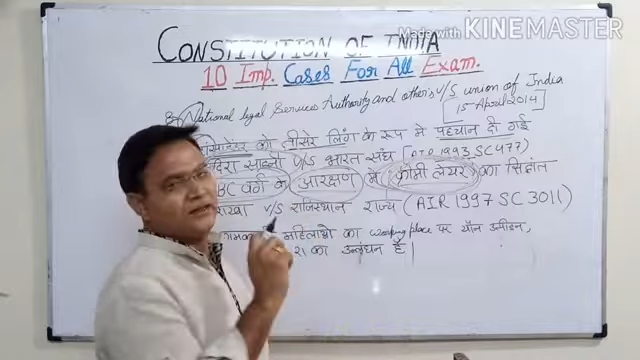 Made with KINEMASTER
CONSTITUTION OF INDIA
10 Imp. Cases For All Exam.
8. National legal Services Authority and other's v/s union of India
[15 April 2014]
को तीसरे लिंग के रूप में पहचान दी गई
साहनी v/s भारत संघ [AIR 1993 SC 477]
OBC वर्ग के आरक्षण में क्रीमी लेयर का सिद्धांत
v/s राजिस्थान राज्य (AIR 1997 SC 3011)
महिलाओ का working place पर यौन उत्पीड़न,
का उल्लंघन है।